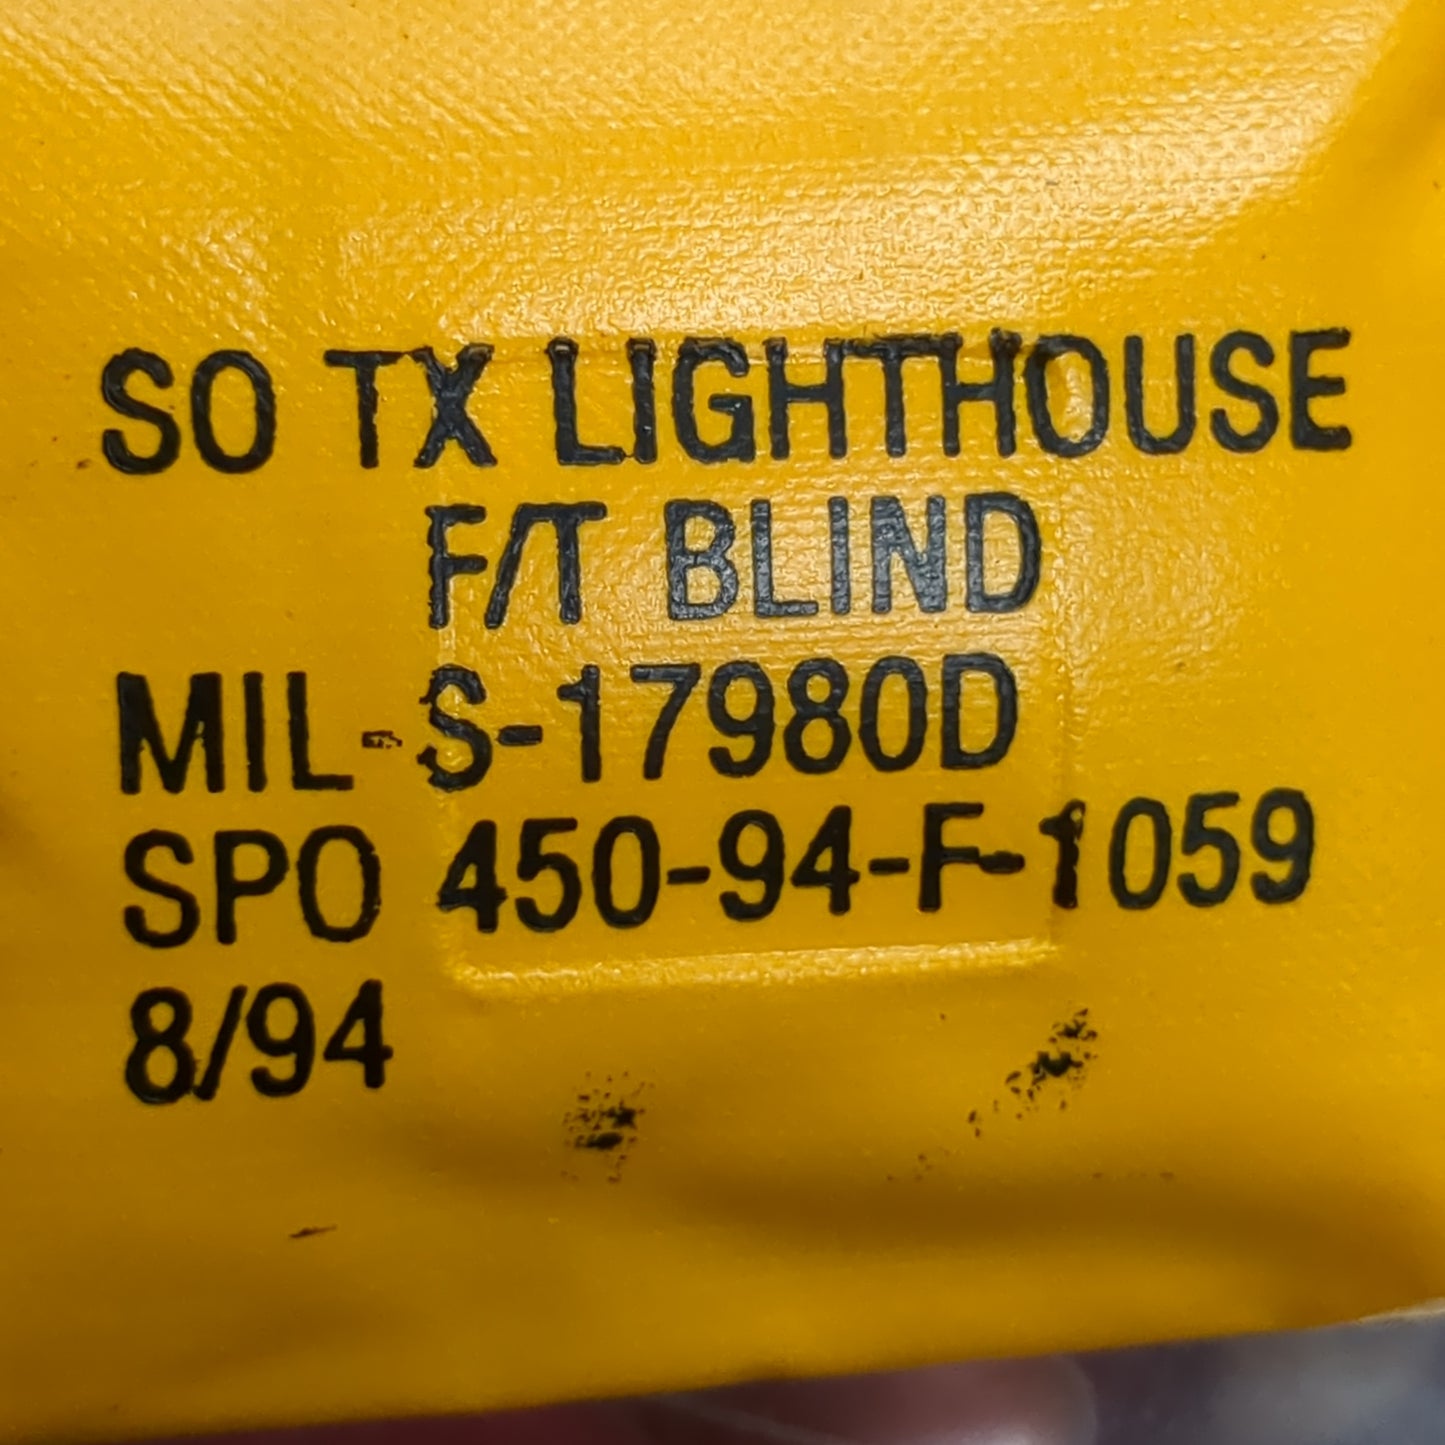 SO TX LIGHTHOUSE
F/T BLIND
MIL-S-17980D
SPO 450-94-F-1059
8/94